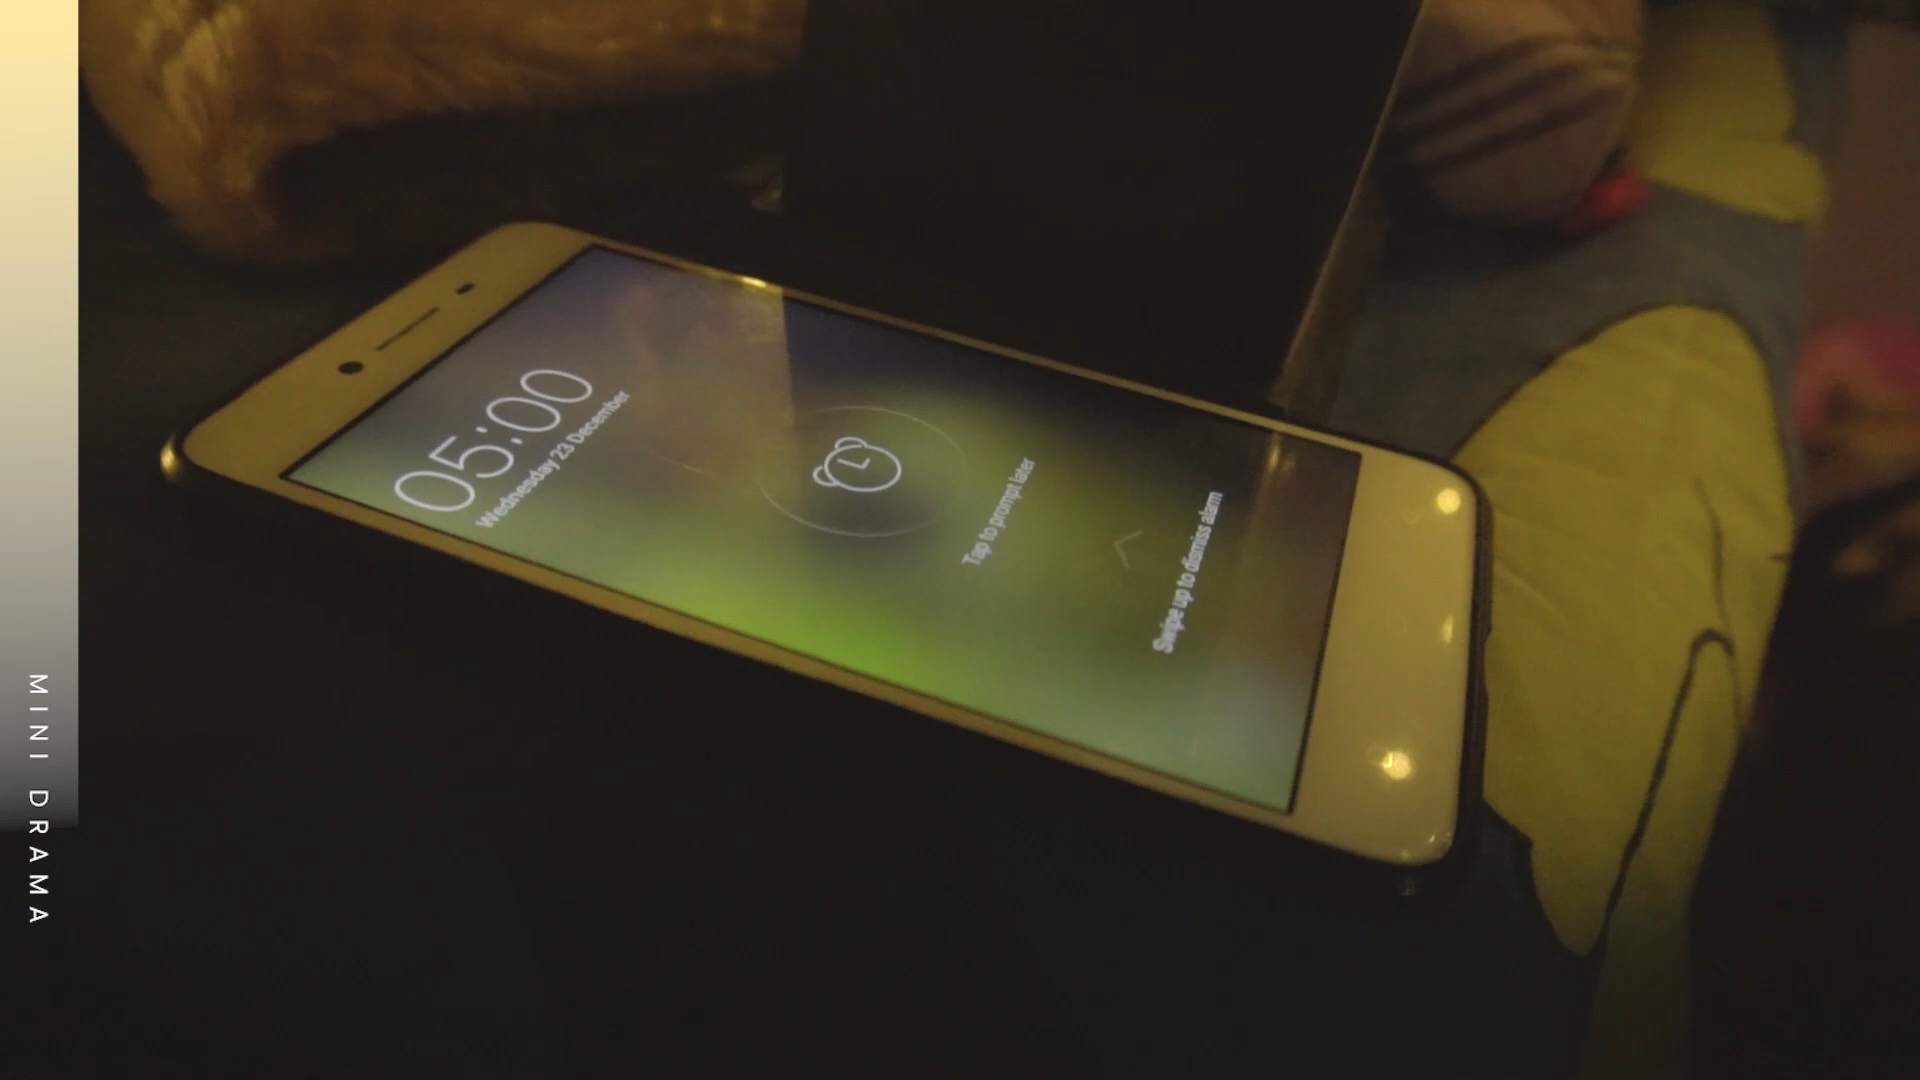 MINI DRAMA
05:00
Wednesday 23 December
Tap to prompt later
Swipe up to dismiss alarm